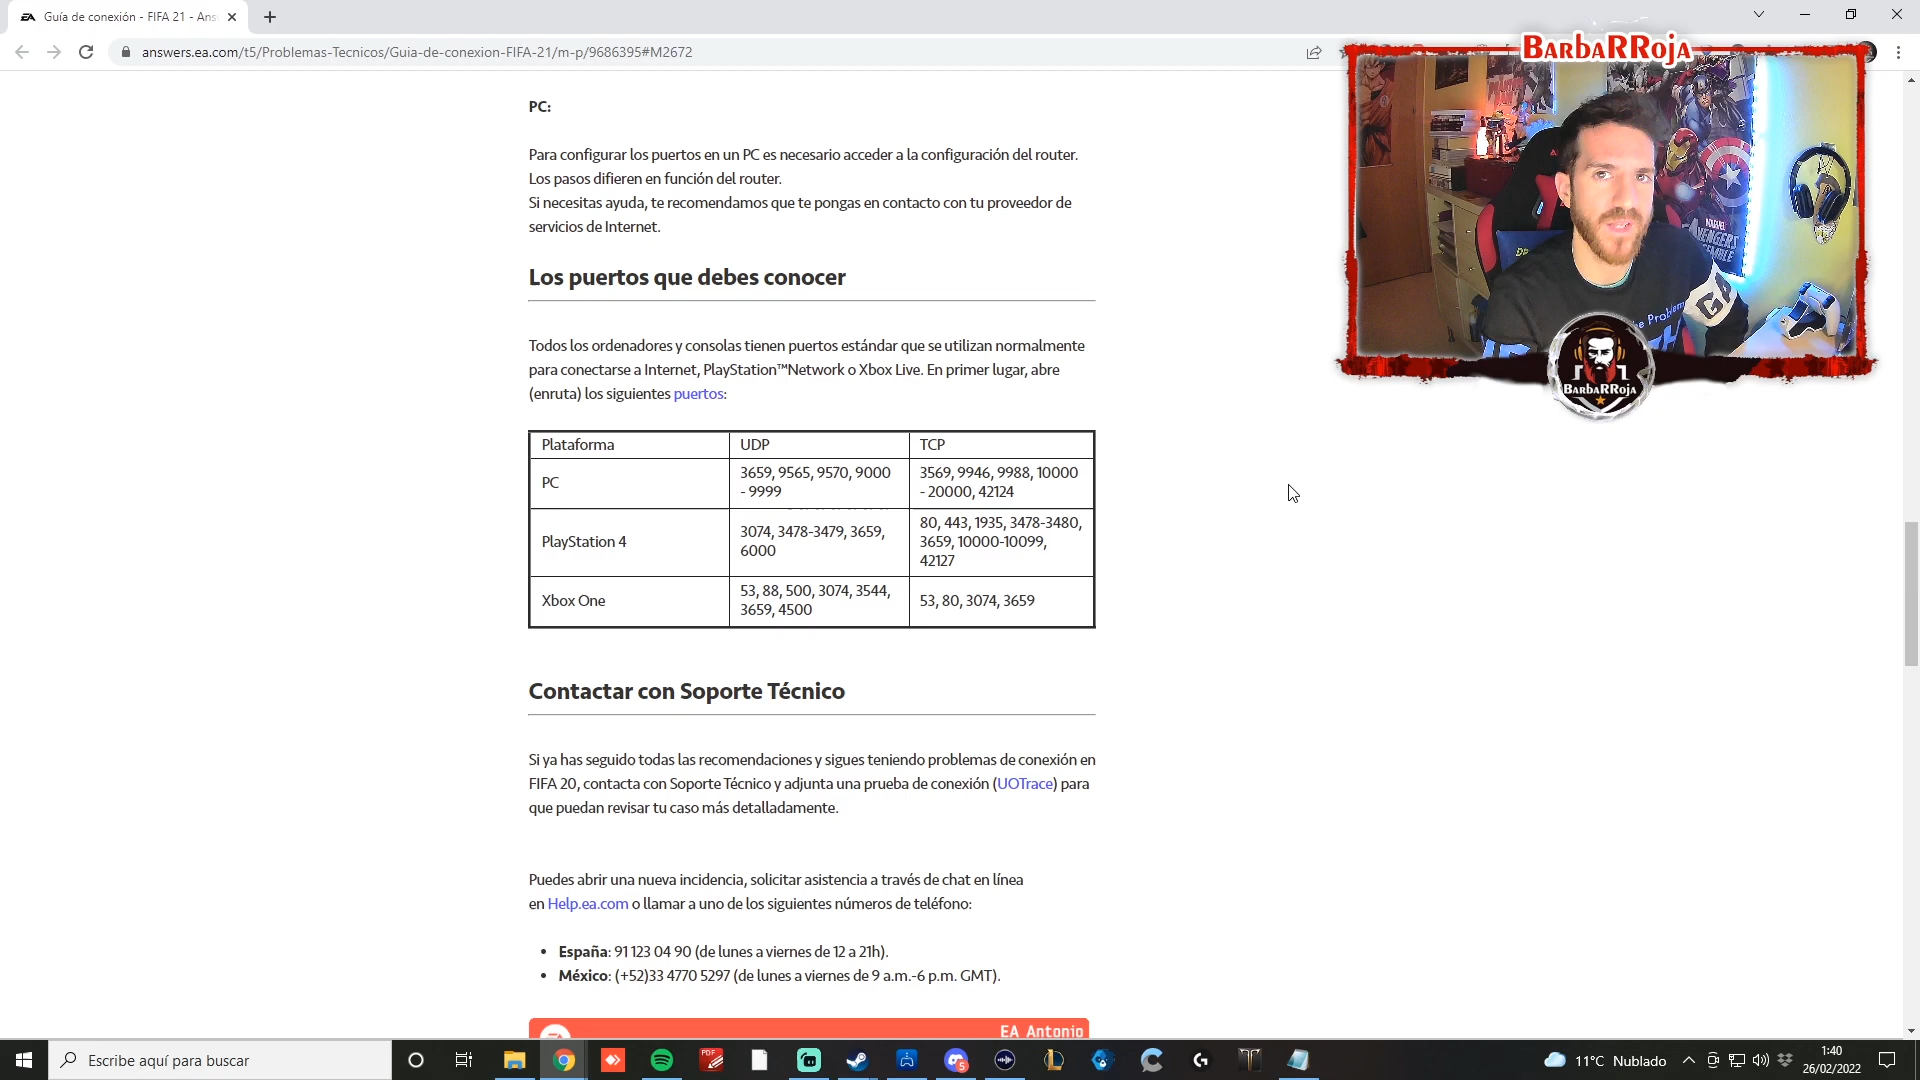 Guía de conexión - FIFA 21 - Ans
answers.ea.com/t5/Problemas-Tecnicos/Guia-de-conexion-FIFA-21/m-p/9686395#M2672
BarbaRRoja
PC:
Para configurar los puertos en un PC es necesario acceder a la configuración del router.
Los pasos difieren en función del router.
Si necesitas ayuda, te recomendamos que te pongas en contacto con tu proveedor de
servicios de Internet.
Los puertos que debes conocer
Todos los ordenadores y consolas tienen puertos estándar que se utilizan normalmente
para conectarse a Internet, PlayStation™Network o Xbox Live. En primer lugar, abre
(enruta) los siguientes puertos:
BarbaRRoja
Plataforma UDP TCP
PC 3659, 9565, 9570, 9000 3569, 9946, 9988, 10000
- 9999 - 20000, 42124
80, 443, 1935, 3478-3480,
PlayStation 4 3074, 3478-3479, 3659, 3659, 10000-10099,
6000 42127
Xbox One 53, 88, 500, 3074, 3544, 53, 80, 3074, 3659
3659, 4500
Contactar con Soporte Técnico
Si ya has seguido todas las recomendaciones y sigues teniendo problemas de conexión en
FIFA 20, contacta con Soporte Técnico y adjunta una prueba de conexión (UOTrace) para
que puedan revisar tu caso más detalladamente.
Puedes abrir una nueva incidencia, solicitar asistencia a través de chat en línea
en Help.ea.com o llamar a uno de los siguientes números de teléfono:
• España: 91 123 04 90 (de lunes a viernes de 12 a 21h).
• México: (+52)33 4770 5297 (de lunes a viernes de 9 a.m.-6 p.m. GMT).
EA Antonio
Escribe aquí para buscar
PDF
5
11°C Nublado
1:40
26/02/2022